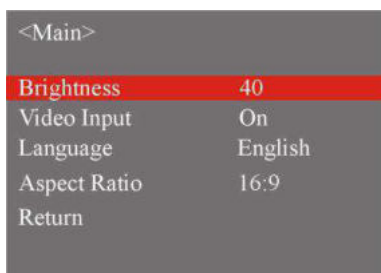 <Main>
Brightness 40
Video Input On
Language English
Aspect Ratio 16:9
Return